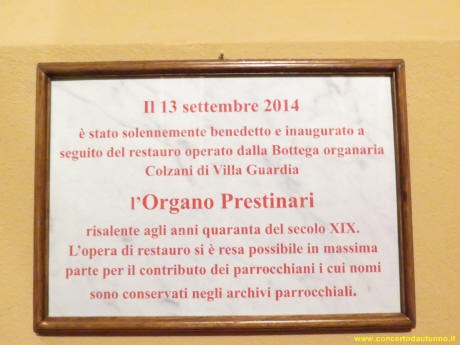 Il 13 settembre 2014
è stato solennemente benedetto e inaugurato a
seguito del restauro operato dalla Bottega organaria
Colzani di Villa Guardia
l'Organo Prestinari
risalente agli anni quaranta del secolo XIX.
L'opera di restauro si è resa possibile in massima
parte per il contributo dei parrocchiani i cui nomi
sono conservati negli archivi parrocchiali.
www.concertodautunno.it